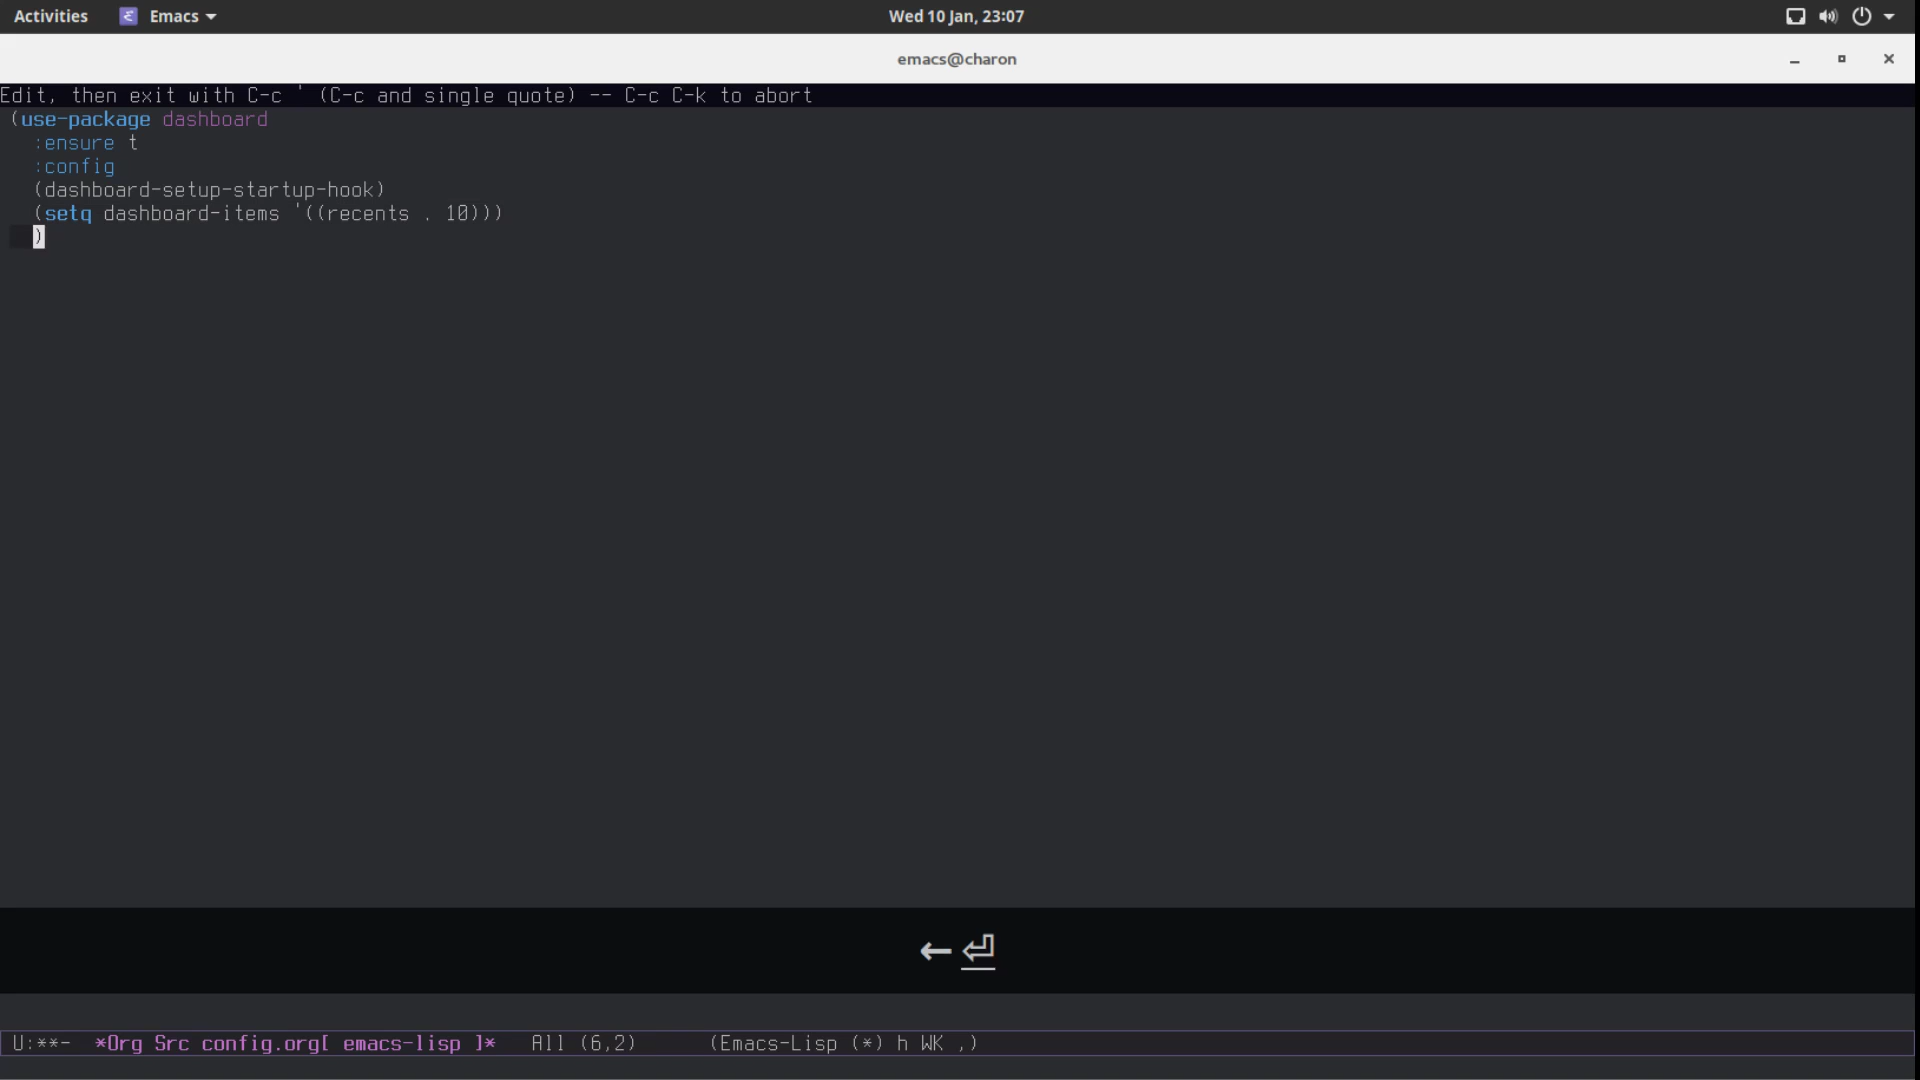 Activities Emacs Wed 10 Jan, 23:07
emacs@charon
Edit, then exit with C-c ' (C-c and single quote) -- C-c C-k to abort
(use-package dashboard
  :ensure t
  :config
  (dashboard-setup-startup-hook)
  (setq dashboard-items '((recents . 10)))
  )
U:**-  *Org Src config.org[ emacs-lisp ]*   All (6,2)      (Emacs-Lisp (*) h WK ,)